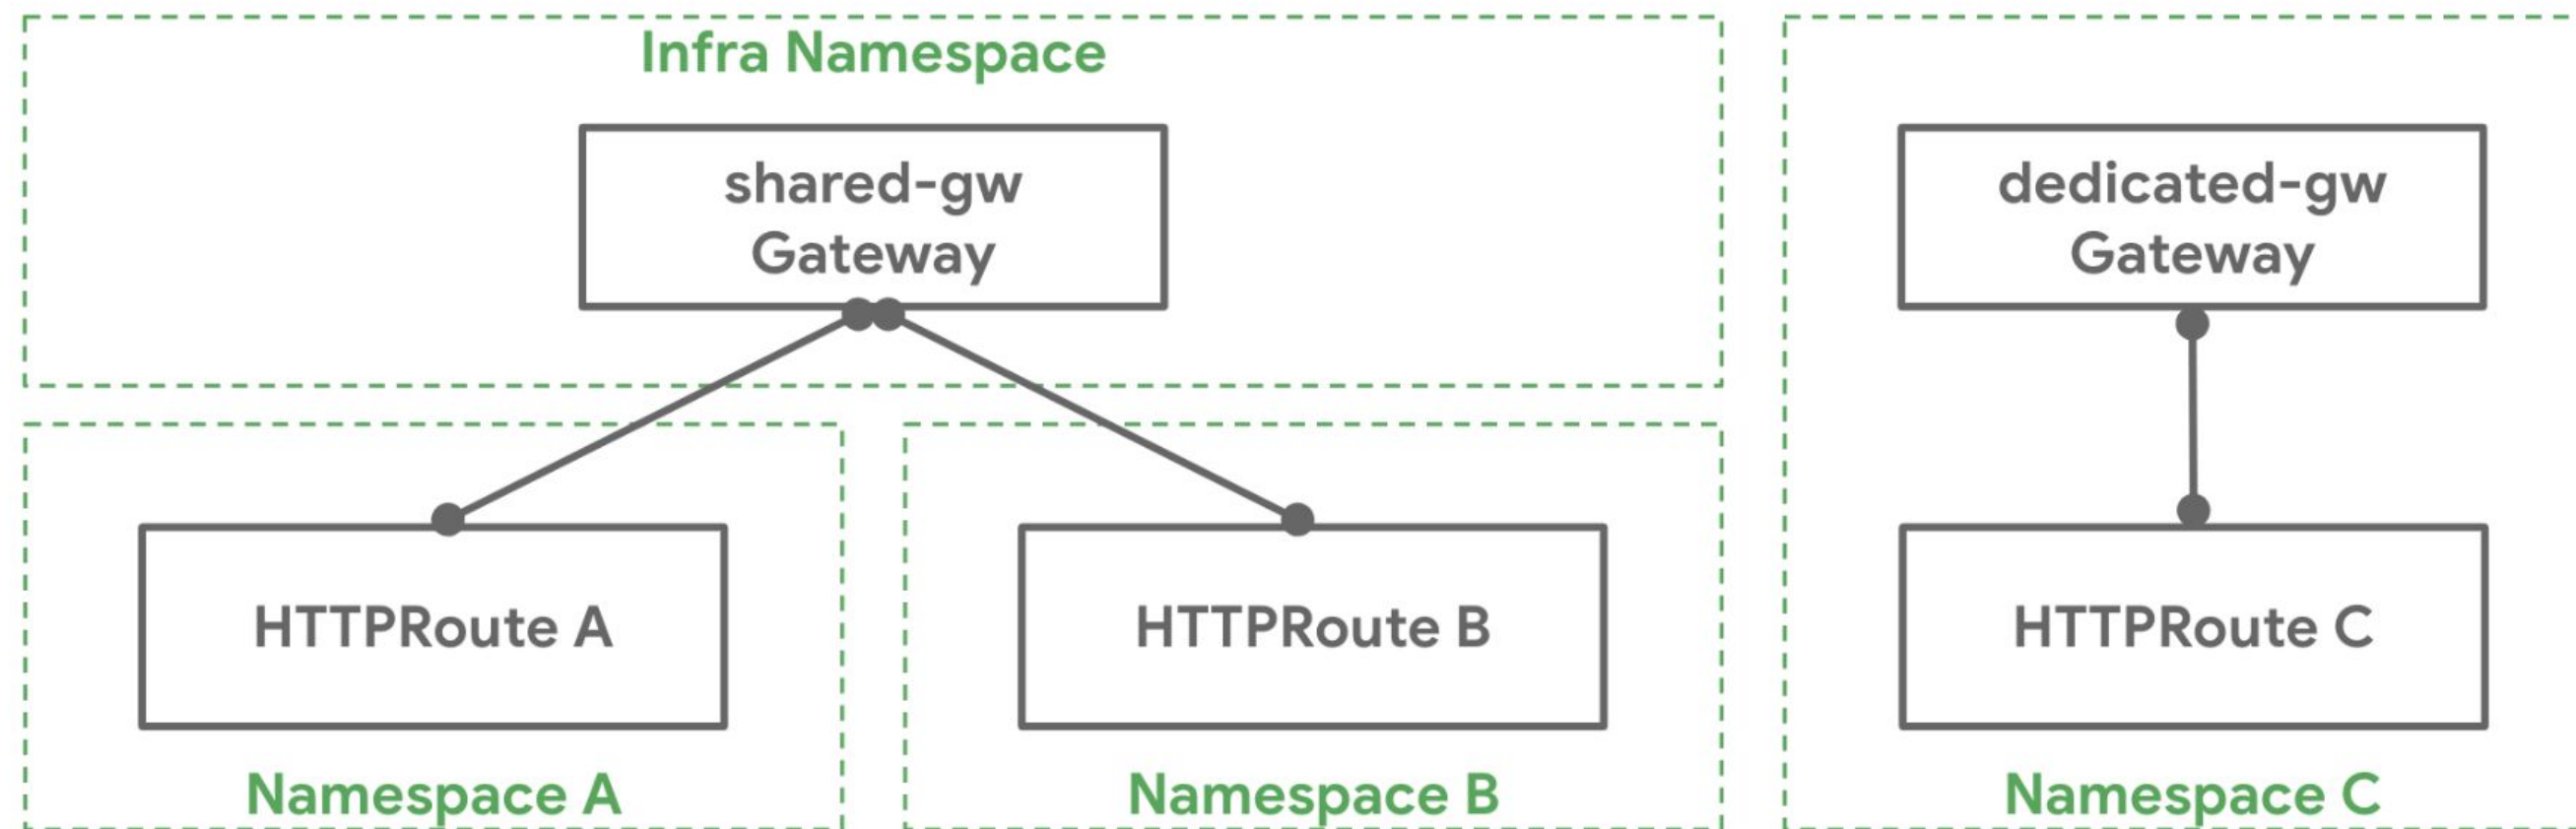 Infra Namespace
shared-gw
Gateway
dedicated-gw
Gateway
HTTPRoute A
HTTPRoute B
HTTPRoute C
Namespace A
Namespace B
Namespace C